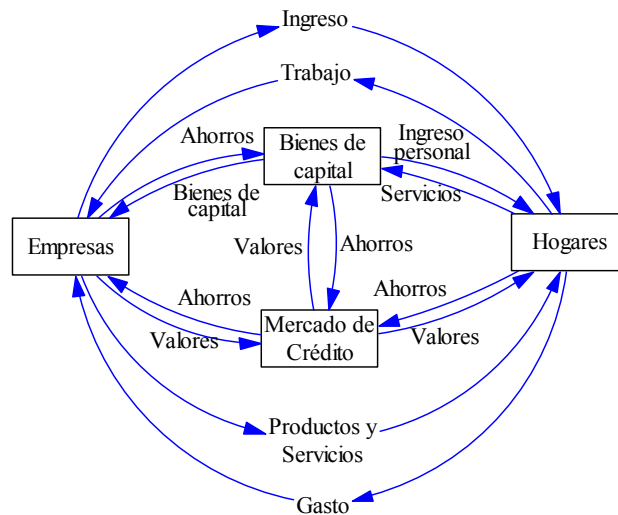 Ingreso
Trabajo
Ahorros
Bienes de
capital
Ingreso
personal
Bienes de
capital
Servicios
Empresas
Valores
Ahorros
Hogares
Ahorros
Ahorros
Valores
Mercado de
Crédito
Valores
Productos y
Servicios
Gasto